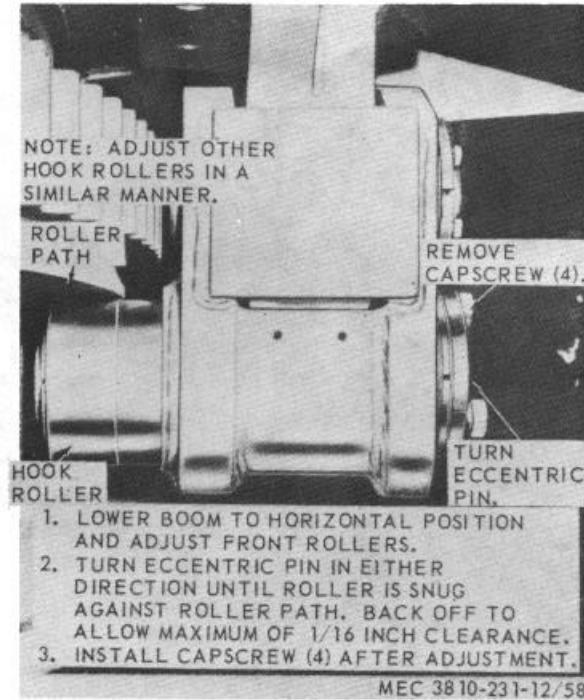 NOTE: ADJUST OTHER
HOOK ROLLERS IN A
SIMILAR MANNER.
ROLLER
PATH
REMOVE
CAPSCREW (4).
HOOK
ROLLER
TURN
ECCENTRIC
PIN.
1. LOWER BOOM TO HORIZONTAL POSITION
AND ADJUST FRONT ROLLERS.
2. TURN ECCENTRIC PIN IN EITHER
DIRECTION UNTIL ROLLER IS SNUG
AGAINST ROLLER PATH. BACK OFF TO
ALLOW MAXIMUM OF 1/16 INCH CLEARANCE.
3. INSTALL CAPSCREW (4) AFTER ADJUSTMENT.
MEC 3810-231-12/58